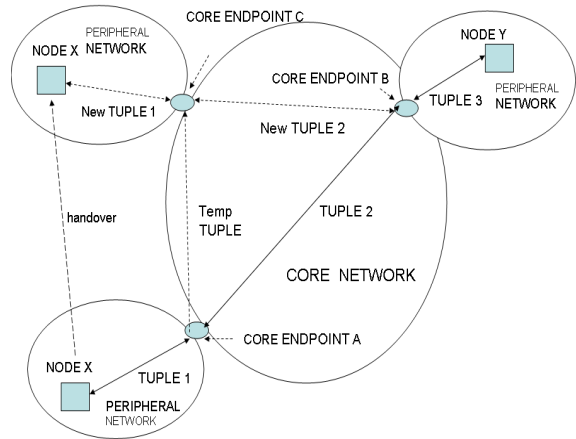 CORE ENDPOINT C
PERIPHERAL
NETWORK
NODE X
NODE Y
CORE ENDPOINT B
TUPLE 3
PERIPHERAL
NETWORK
New TUPLE 1
New TUPLE 2
handover
Temp
TUPLE
TUPLE 2
CORE NETWORK
CORE ENDPOINT A
NODE X
TUPLE 1
PERIPHERAL
NETWORK